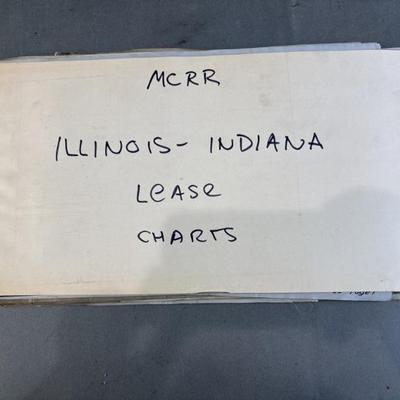 MCRR
ILLINOIS- INDIANA
LEASE
CHARTS